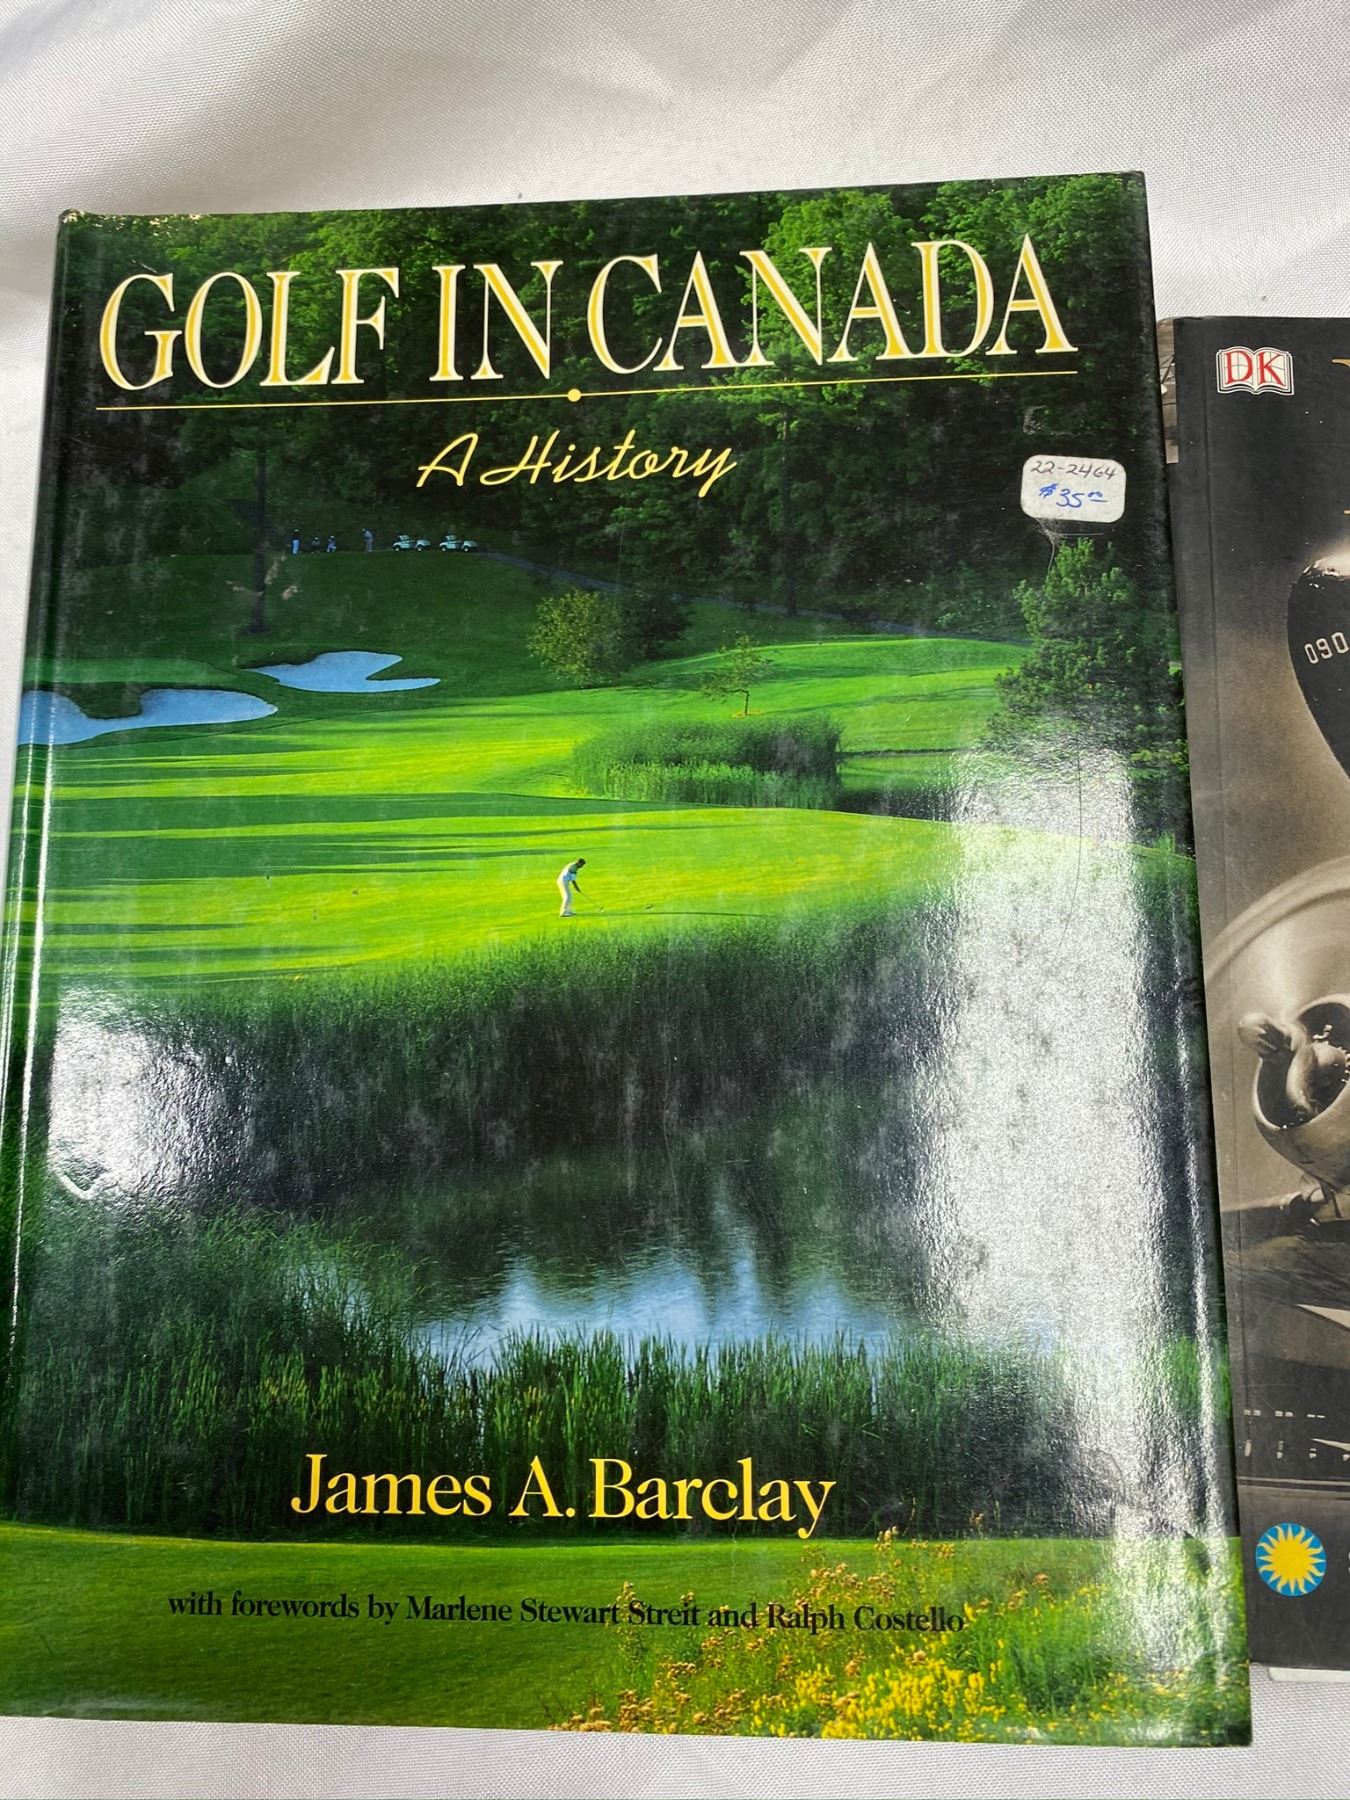 GOLF IN CANADA
A History
22-2464
$35.00
James A. Barclay
with forewords by Marlene Stewart Streit and Ralph Costello
DK
090